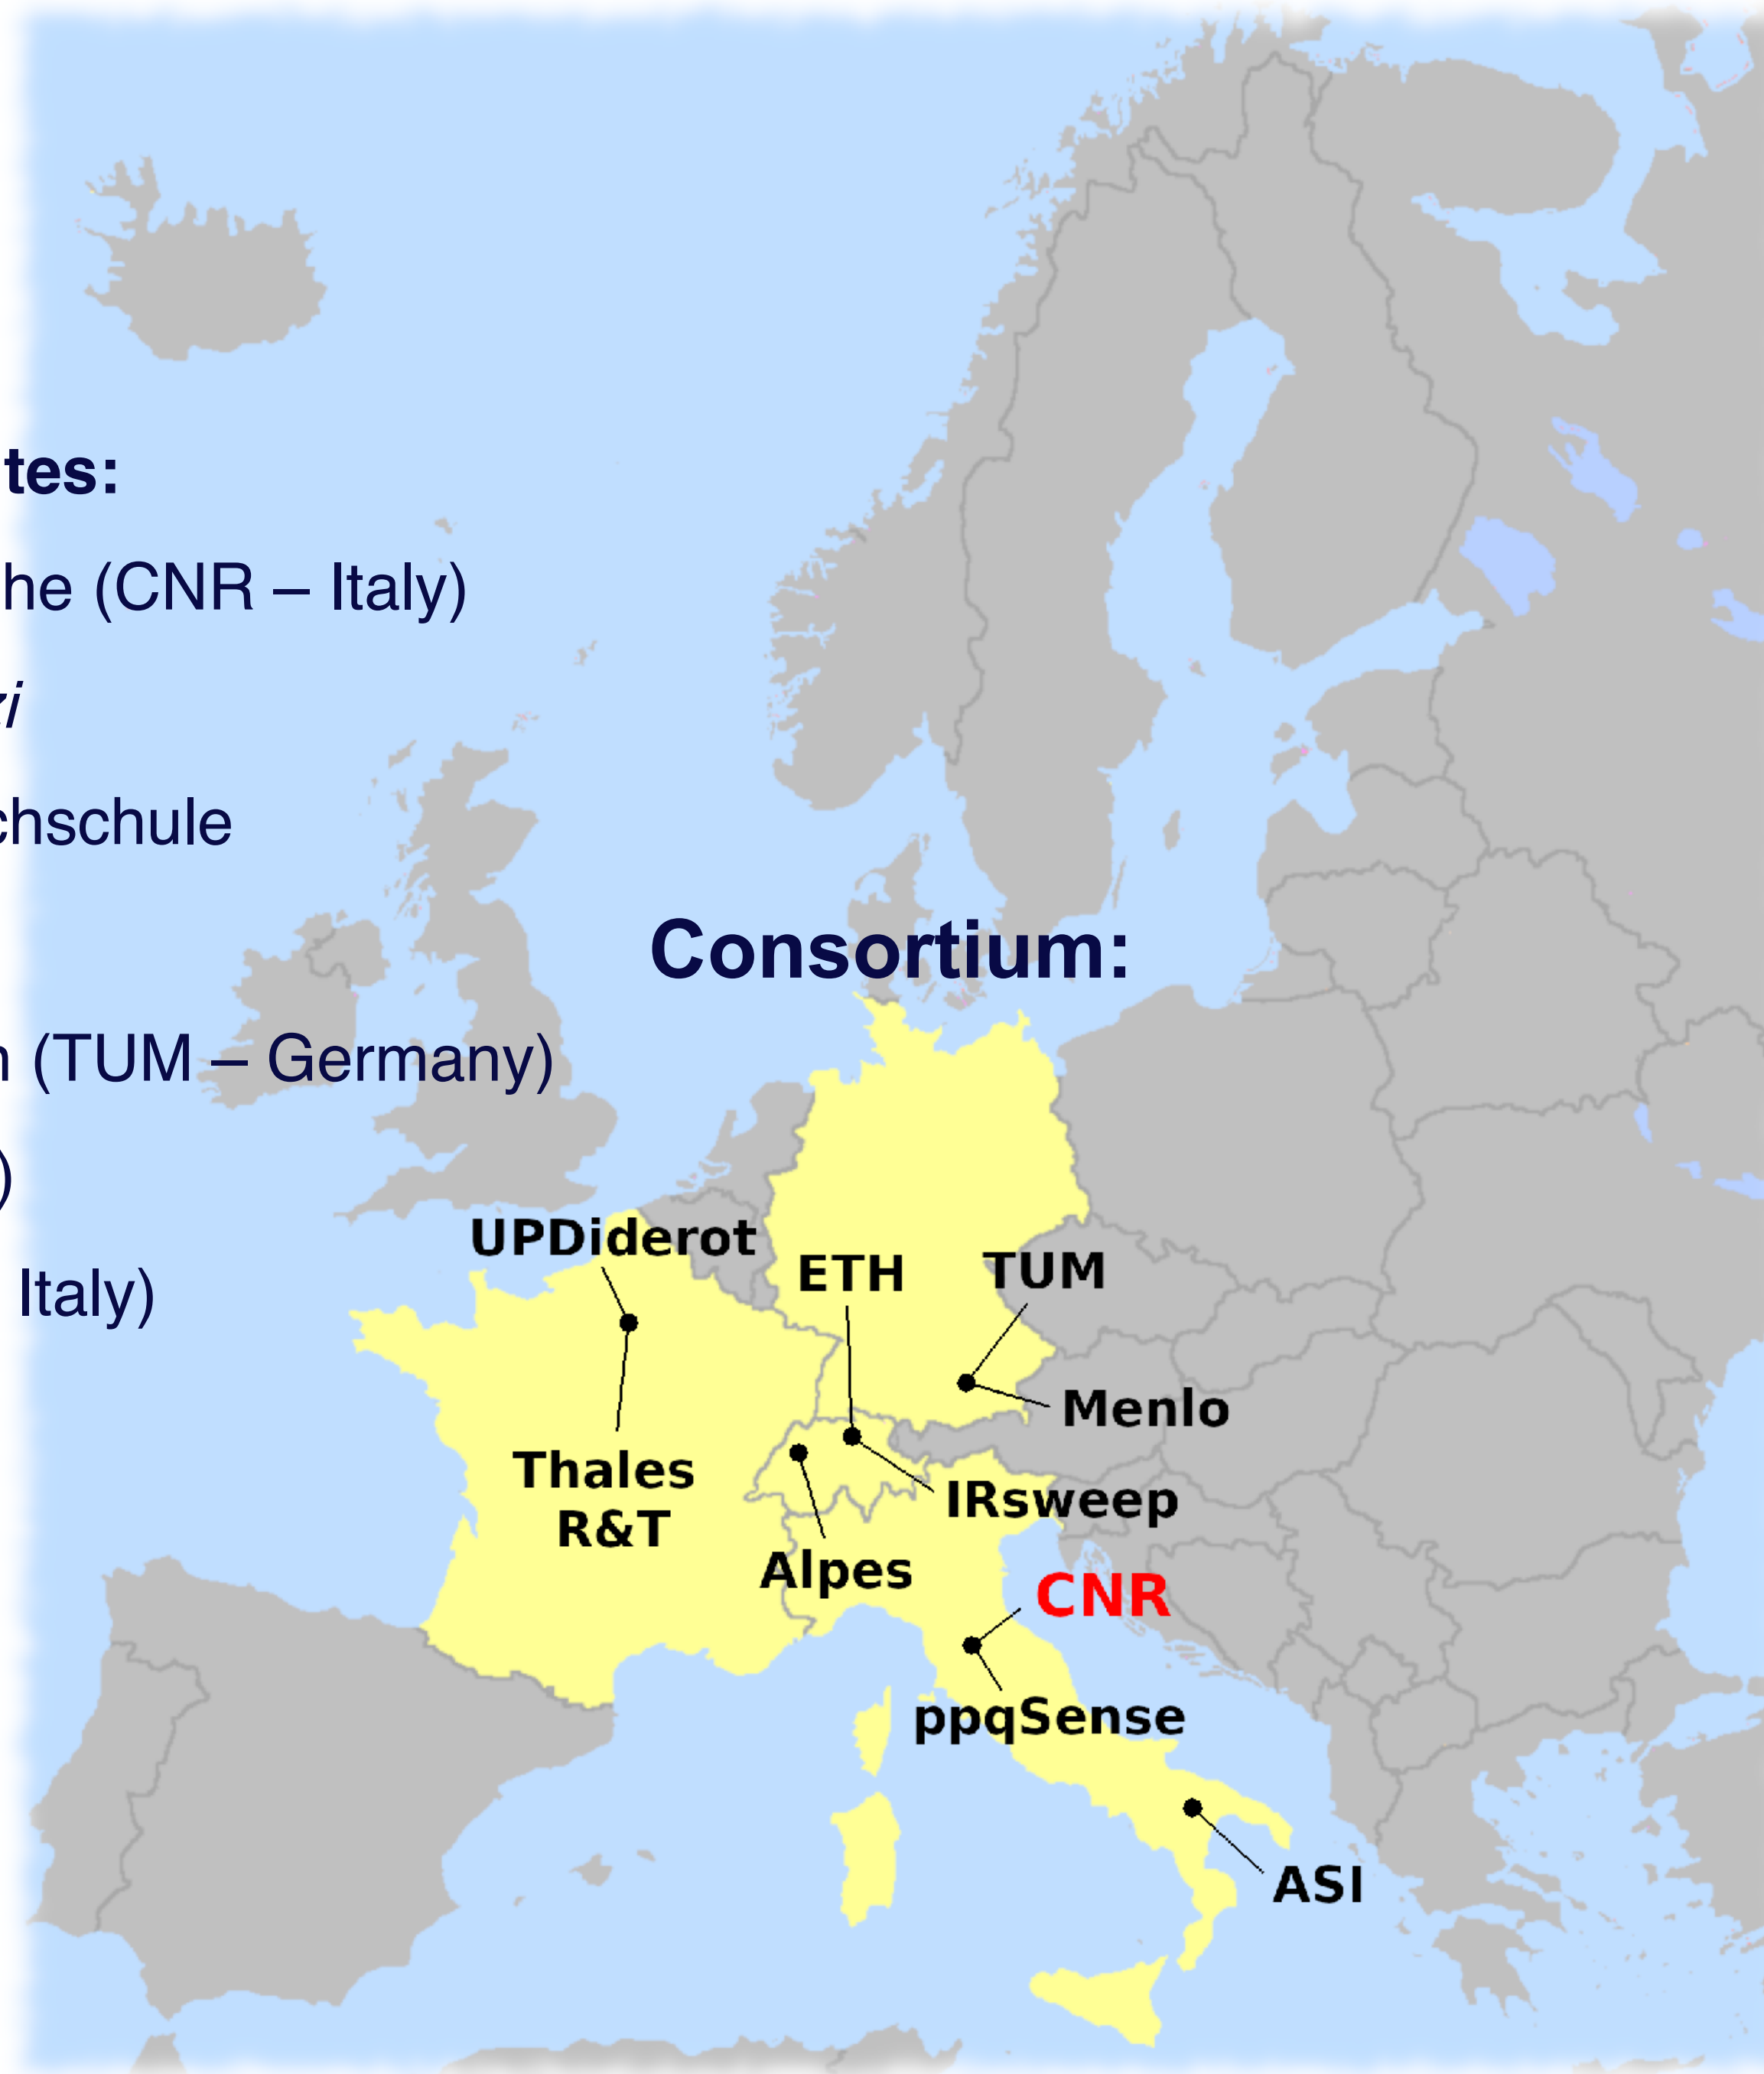 tes:
he (CNR – Italy)
zi
chschule
Consortium:
n (TUM – Germany)
)
Italy)
UPDiderot
ETH
TUM
Menlo
Thales
R&T
IRsweep
Alpes
CNR
ppqSense
ASI